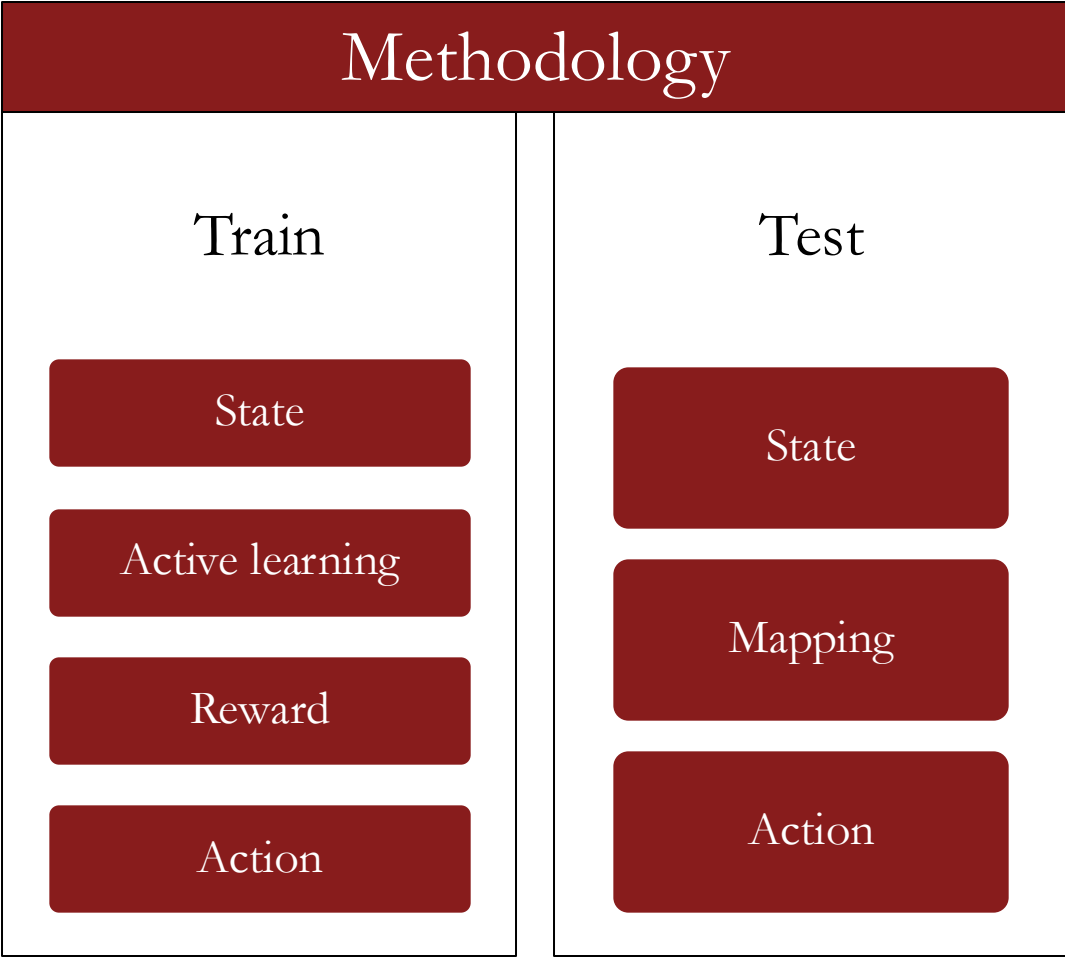 Methodology
Train
State
Active learning
Reward
Action
Test
State
Mapping
Action